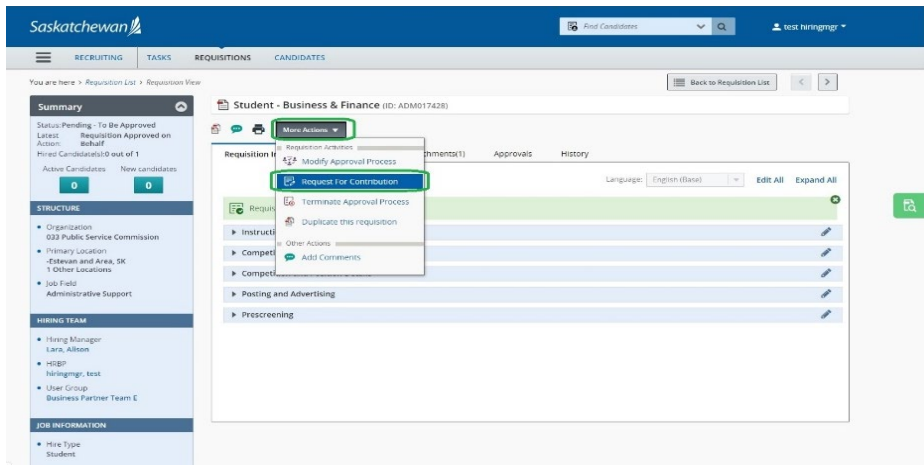 Saskatchewan
Find Candidates
test hiringmgr
RECRUITING TASKS REQUISITIONS CANDIDATES
You are here > Requisition List > Requisition View
Back to Requisition List
Summary
Status:Pending - To Be Approved
Latest Action: Requisition Approved on Behalf
Hired Candidate(s):0 out of 1
Active Candidates New candidates
0 0
STRUCTURE
Organization
033 Public Service Commission
Primary Location
-Estevan and Area, SK
1 Other Locations
Job Field
Administrative Support
HIRING TEAM
Hiring Manager
Lara, Alison
HRBP
hiringmgr, test
User Group
Business Partner Team E
JOB INFORMATION
Hire Type
Student
Student - Business & Finance (ID: ADM017428)
More Actions
Requisition In
chments(1) Approvals History
Requisition Activities
Modify Approval Process
Request For Contribution
Terminate Approval Process
Duplicate this requisition
Other Actions
Add Comments
Language: English (Base) Edit All Expand All
Requis
Instructi
Competi
Competi
Posting and Advertising
Prescreening